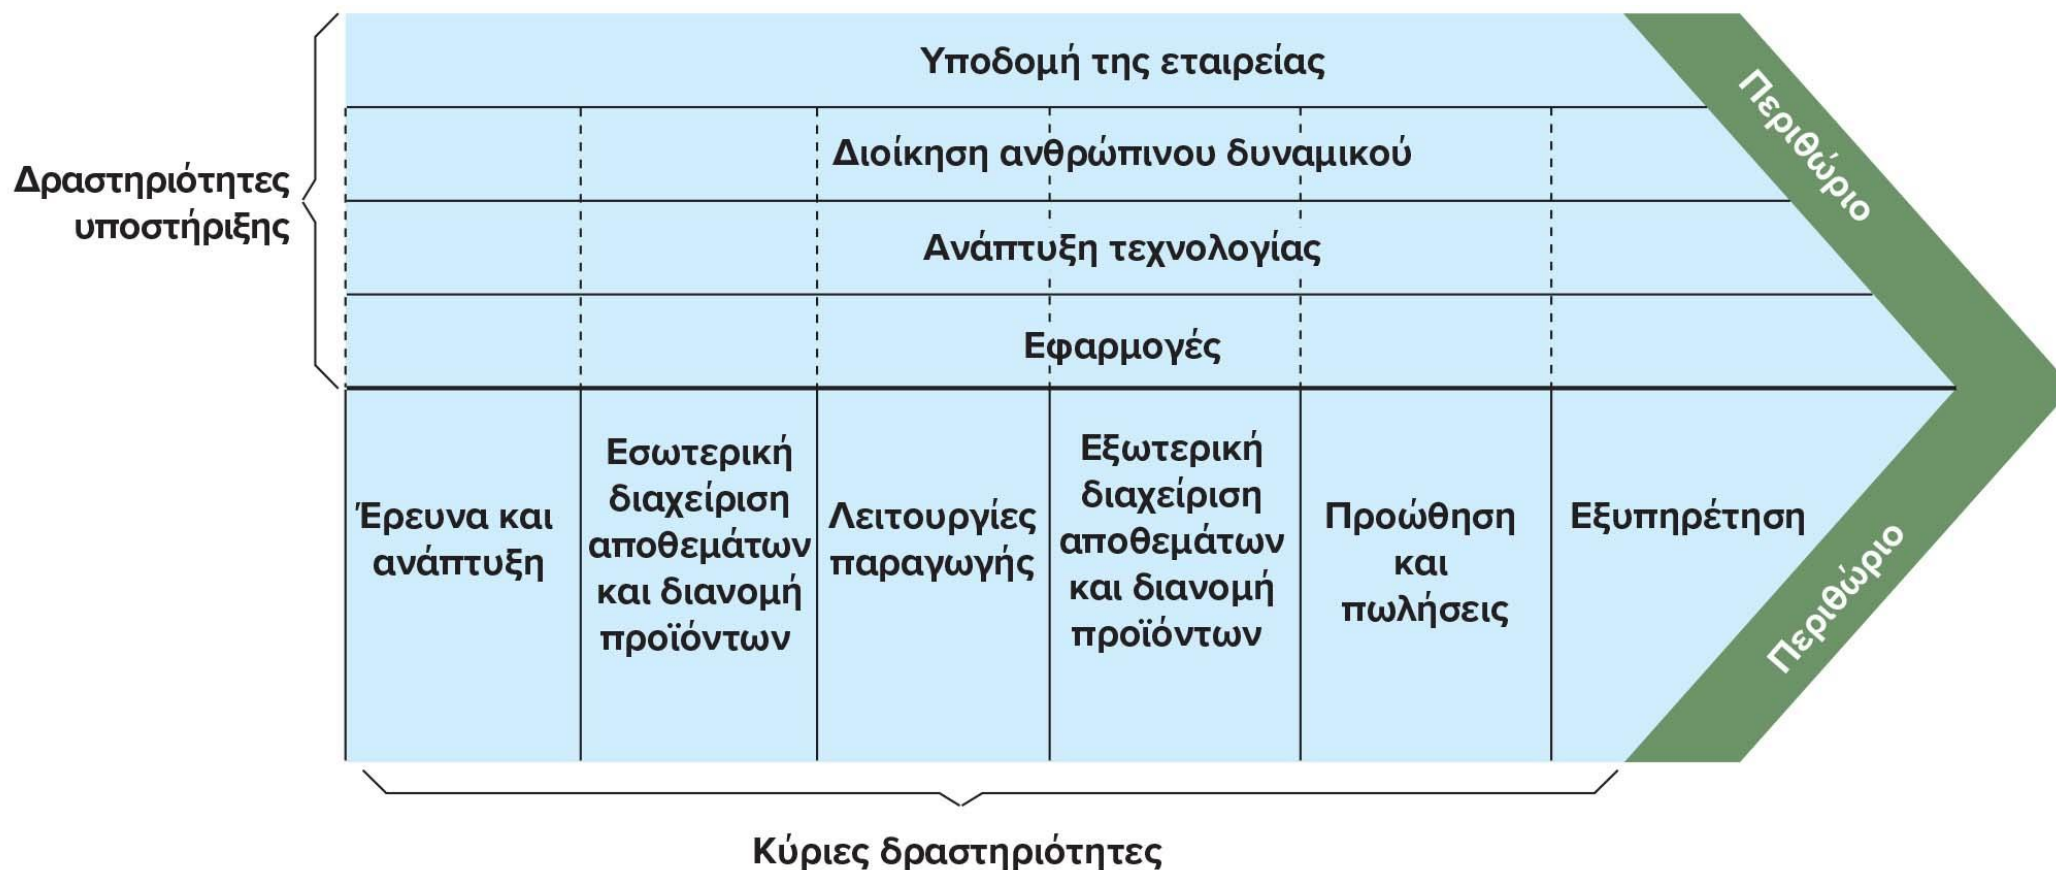 Υποδομή της εταιρείας
Διοίκηση ανθρώπινου δυναμικού
Ανάπτυξη τεχνολογίας
Εφαρμογές
Δραστηριότητες
υποστήριξης
Έρευνα και
ανάπτυξη
Εσωτερική
διαχείριση
αποθεμάτων
και διανομή
προϊόντων
Λειτουργίες
παραγωγής
Εξωτερική
διαχείριση
αποθεμάτων
και διανομή
προϊόντων
Προώθηση
και
πωλήσεις
Εξυπηρέτηση
Περιθώριο
Περιθώριο
Κύριες δραστηριότητες